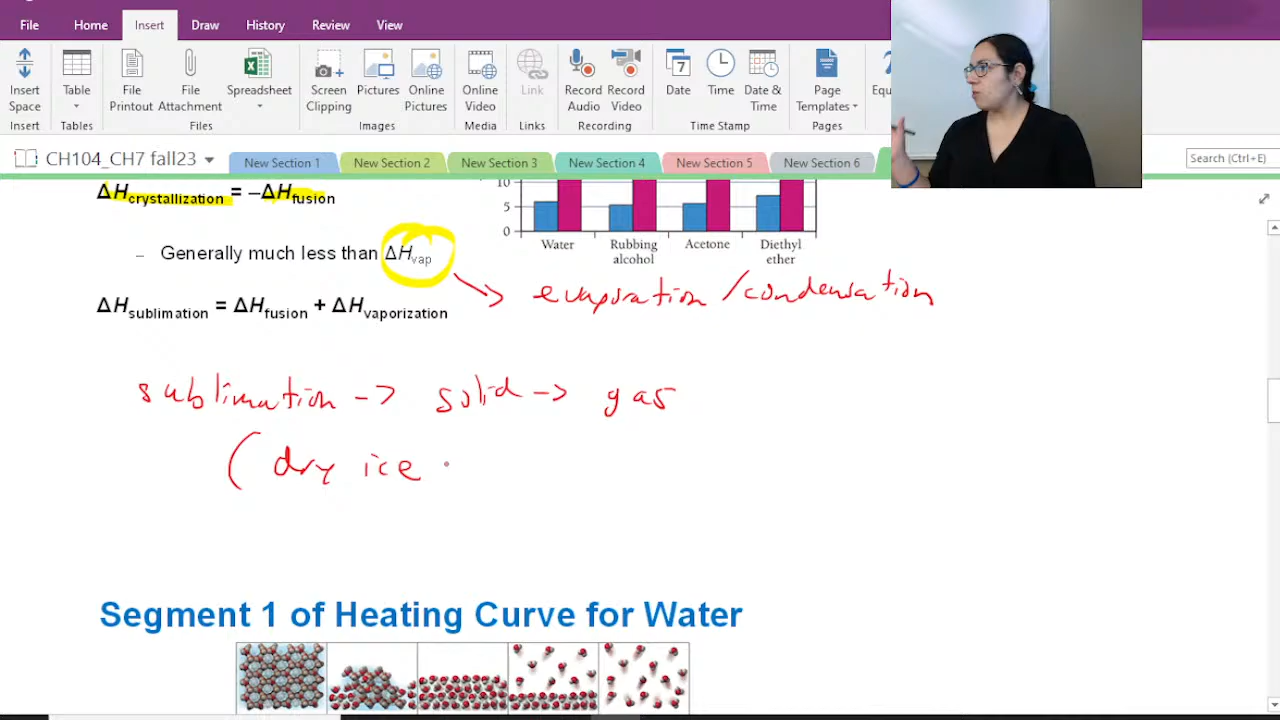 File Home Insert Draw History Review View
Insert Space Table File Printout File Attachment Spreadsheet Screen Clipping Pictures Online Pictures Online Video Link Record Audio Record Video Date Time Date & Time Page Templates
Insert Tables Files Images Media Links Recording Time Stamp Pages
CH104_CH7 fall23 New Section 1 New Section 2 New Section 3 New Section 4 New Section 5 New Section 6 Search (Ctrl+E)
ΔHcrystallization = –ΔHfusion
10
5
0
Water Rubbing alcohol Acetone Diethyl ether
– Generally much less than ΔHvap
evaporation / condensation
ΔHsublimation = ΔHfusion + ΔHvaporization
sublimation -> solid -> gas
( dry ice
Segment 1 of Heating Curve for Water